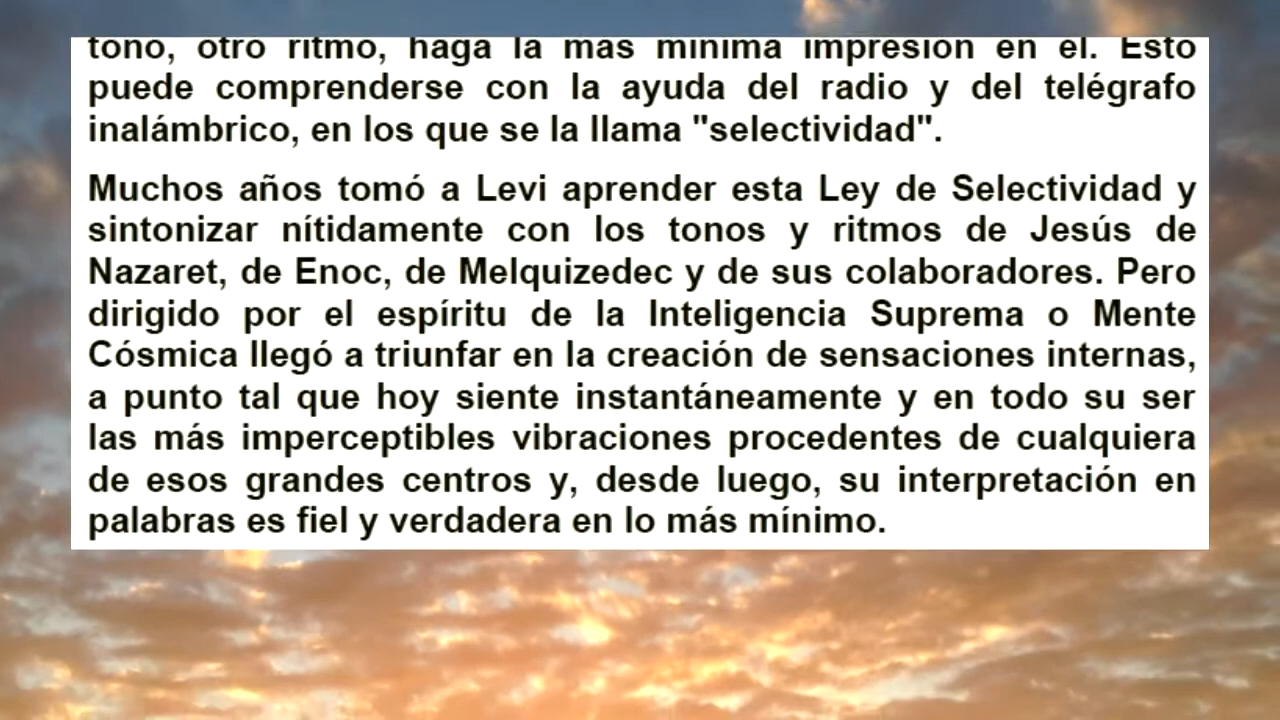 tono, otro ritmo, haga la más mínima impresión en él. Esto
puede comprenderse con la ayuda del radio y del telégrafo
inalámbrico, en los que se la llama "selectividad".
Muchos años tomó a Levi aprender esta Ley de Selectividad y
sintonizar nítidamente con los tonos y ritmos de Jesús de
Nazaret, de Enoc, de Melquizedec y de sus colaboradores. Pero
dirigido por el espíritu de la Inteligencia Suprema o Mente
Cósmica llegó a triunfar en la creación de sensaciones internas,
a punto tal que hoy siente instantáneamente y en todo su ser
las más imperceptibles vibraciones procedentes de cualquiera
de esos grandes centros y, desde luego, su interpretación en
palabras es fiel y verdadera en lo más mínimo.